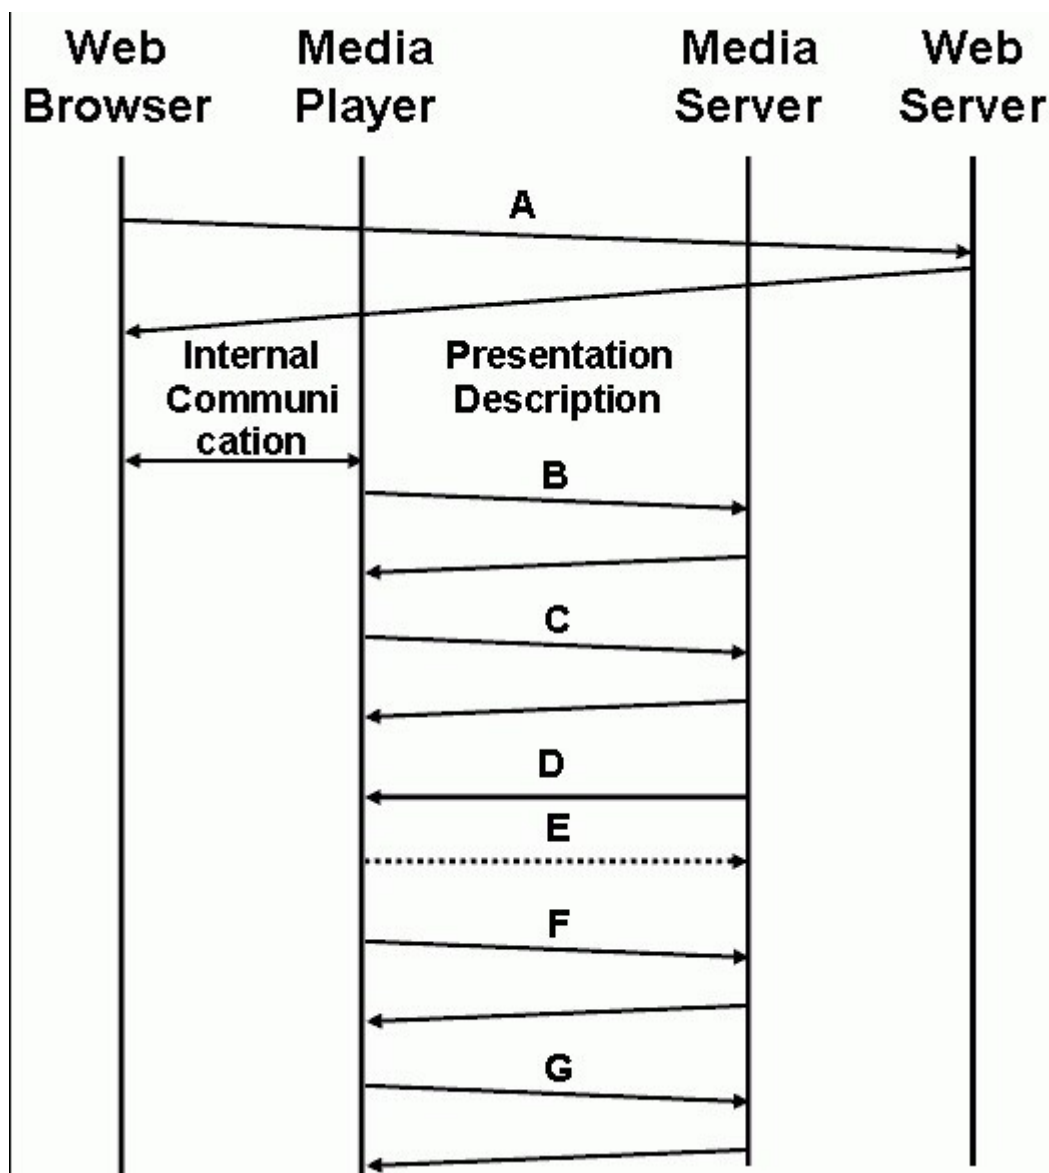 Web Media Media Web
Browser Player Server Server
A
Internal Presentation
Communi Description
cation
B
C
D
E
F
G